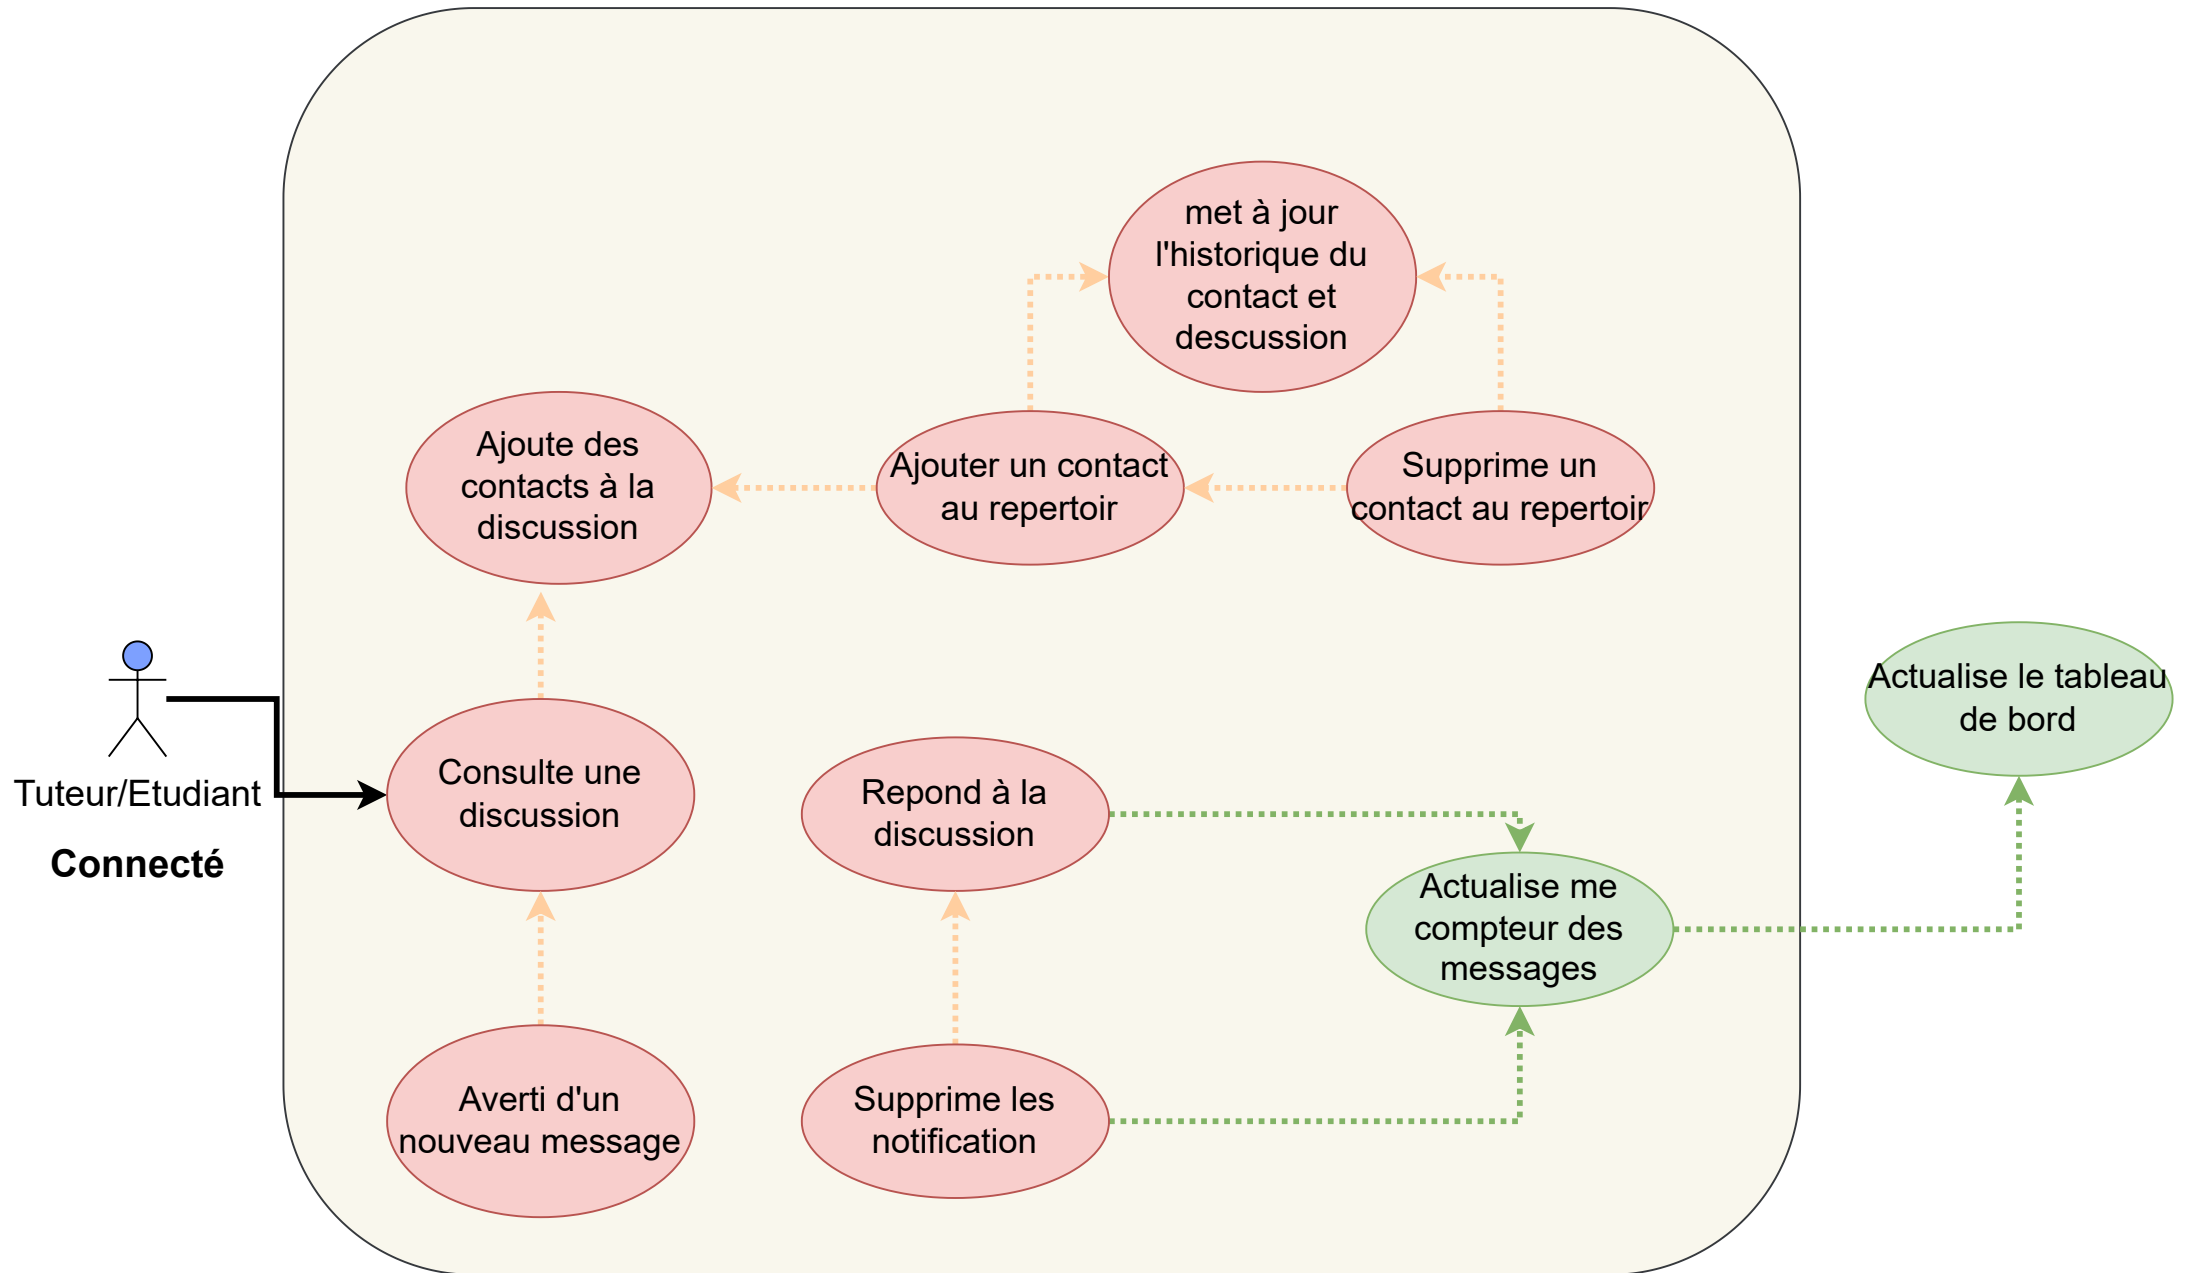 met à jour
l'historique du
contact et
descussion
Ajoute des
contacts à la
discussion
Ajouter un contact
au repertoir
Supprime un
contact au repertoir
Tuteur/Etudiant
Connecté
Consulte une
discussion
Repond à la
discussion
Actualise me
compteur des
messages
Actualise le tableau
de bord
Averti d'un
nouveau message
Supprime les
notification